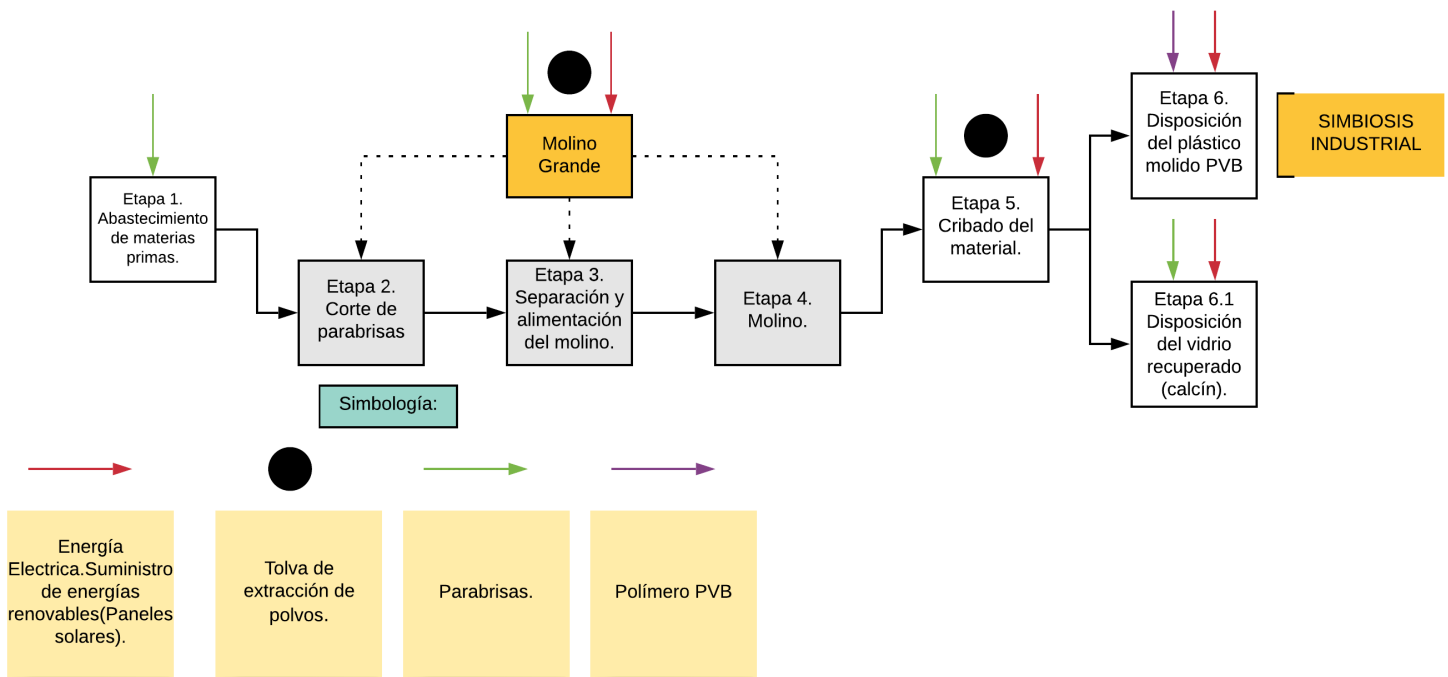 Etapa 1.
Abastecimiento
de materias
primas.
Molino
Grande
Etapa 2.
Corte de
parabrisas
Etapa 3.
Separación y
alimentación
del molino.
Etapa 4.
Molino.
Etapa 5.
Cribado del
material.
Etapa 6.
Disposición
del plástico
molido PVB
SIMBIOSIS
INDUSTRIAL
Etapa 6.1
Disposición
del vidrio
recuperado
(calcín).
Simbología:
Energía
Electrica.Suministro
de energías
renovables(Paneles
solares).
Tolva de
extracción de
polvos.
Parabrisas.
Polímero PVB